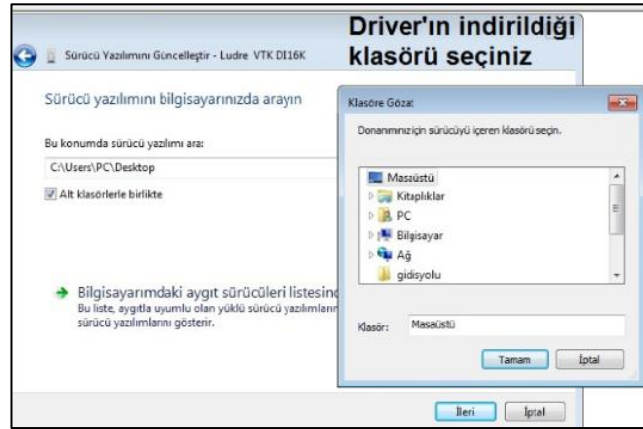 Driver'ın indirildiği
klasörü seçiniz
Sürücü Yazılımını Güncelleştir - Ludre VTK DI16K
Sürücü yazılımını bilgisayarınızda arayın
Bu konumda sürücü yazılımı ara:
C:\Users\PC\Desktop
Alt klasörlerle birlikte
Bilgisayarımdaki aygıt sürücüleri listesinc
Bu liste, aygıtla uyumlu olan yüklü sürücü yazılımlarır
sürücü yazılımlarını gösterir.
İleri
İptal
Klasöre Gözat
Donanımınız için sürücüyü içeren klasörü seçin.
Masaüstü
Kitaplıklar
PC
Bilgisayar
Ağ
gidisyolu
Klasör:
Masaüstü
Tamam
İptal